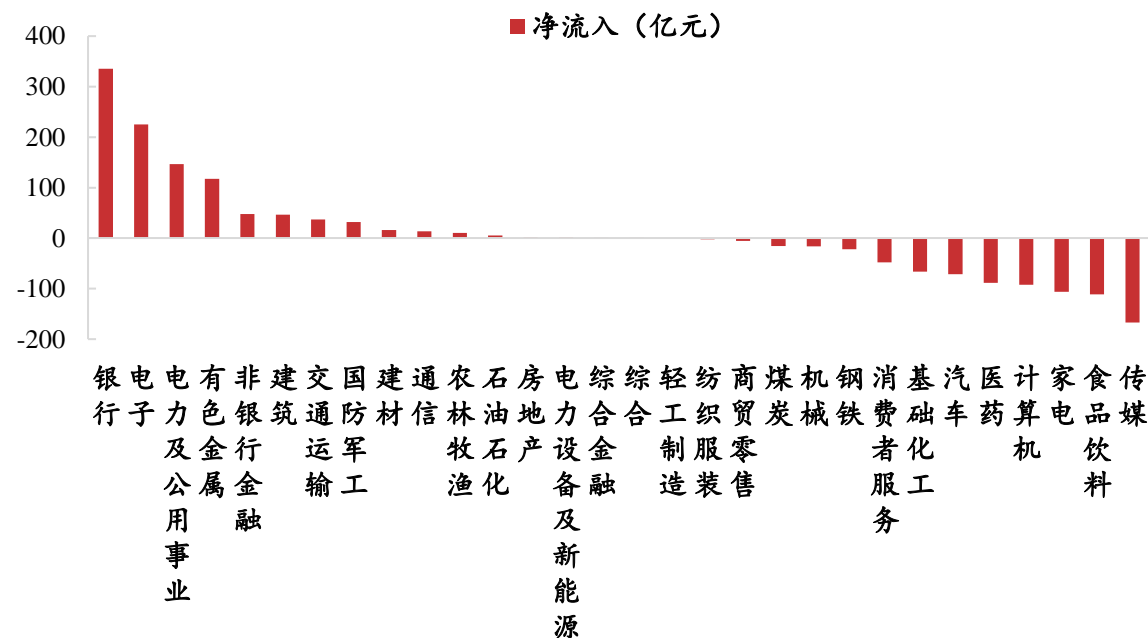 净流入（亿元）
400
300
200
100
0
-100
-200
银行
电子
电力及公用事业
有色金属
非银行金融
建筑
交通运输
国防军工
建材
通信
农林牧渔
石油石化
房地产
电力设备及新能源
综合金融
综合
轻工制造
纺织服装
商贸零售
煤炭
机械
钢铁
消费者服务
基础化工
汽车
医药
计算机
家电
食品饮料
传媒